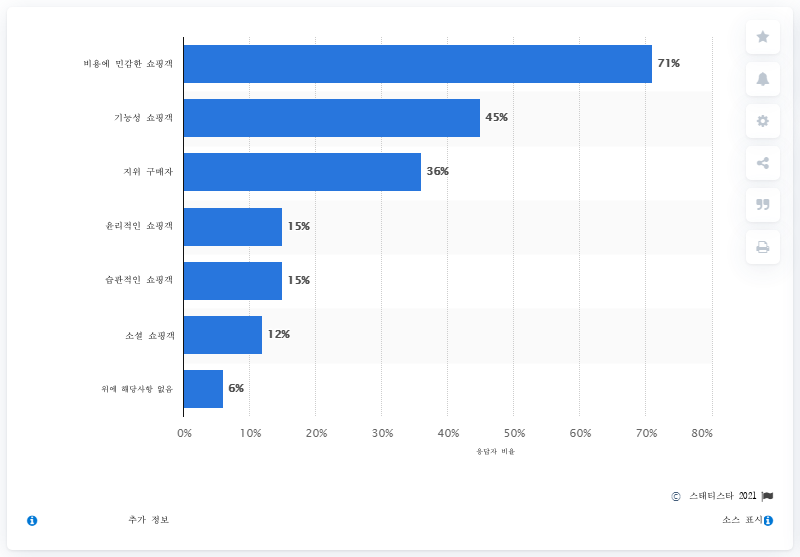 비용에 민감한 쇼핑객
71%
기능성 쇼핑객
45%
지위 구매자
36%
윤리적인 쇼핑객
15%
습관적인 쇼핑객
15%
소셜 쇼핑객
12%
위에 해당사항 없음
6%
0% 10% 20% 30% 40% 50% 60% 70% 80%
응답자 비율
© 스태티스타 2021
추가 정보 소스 표시